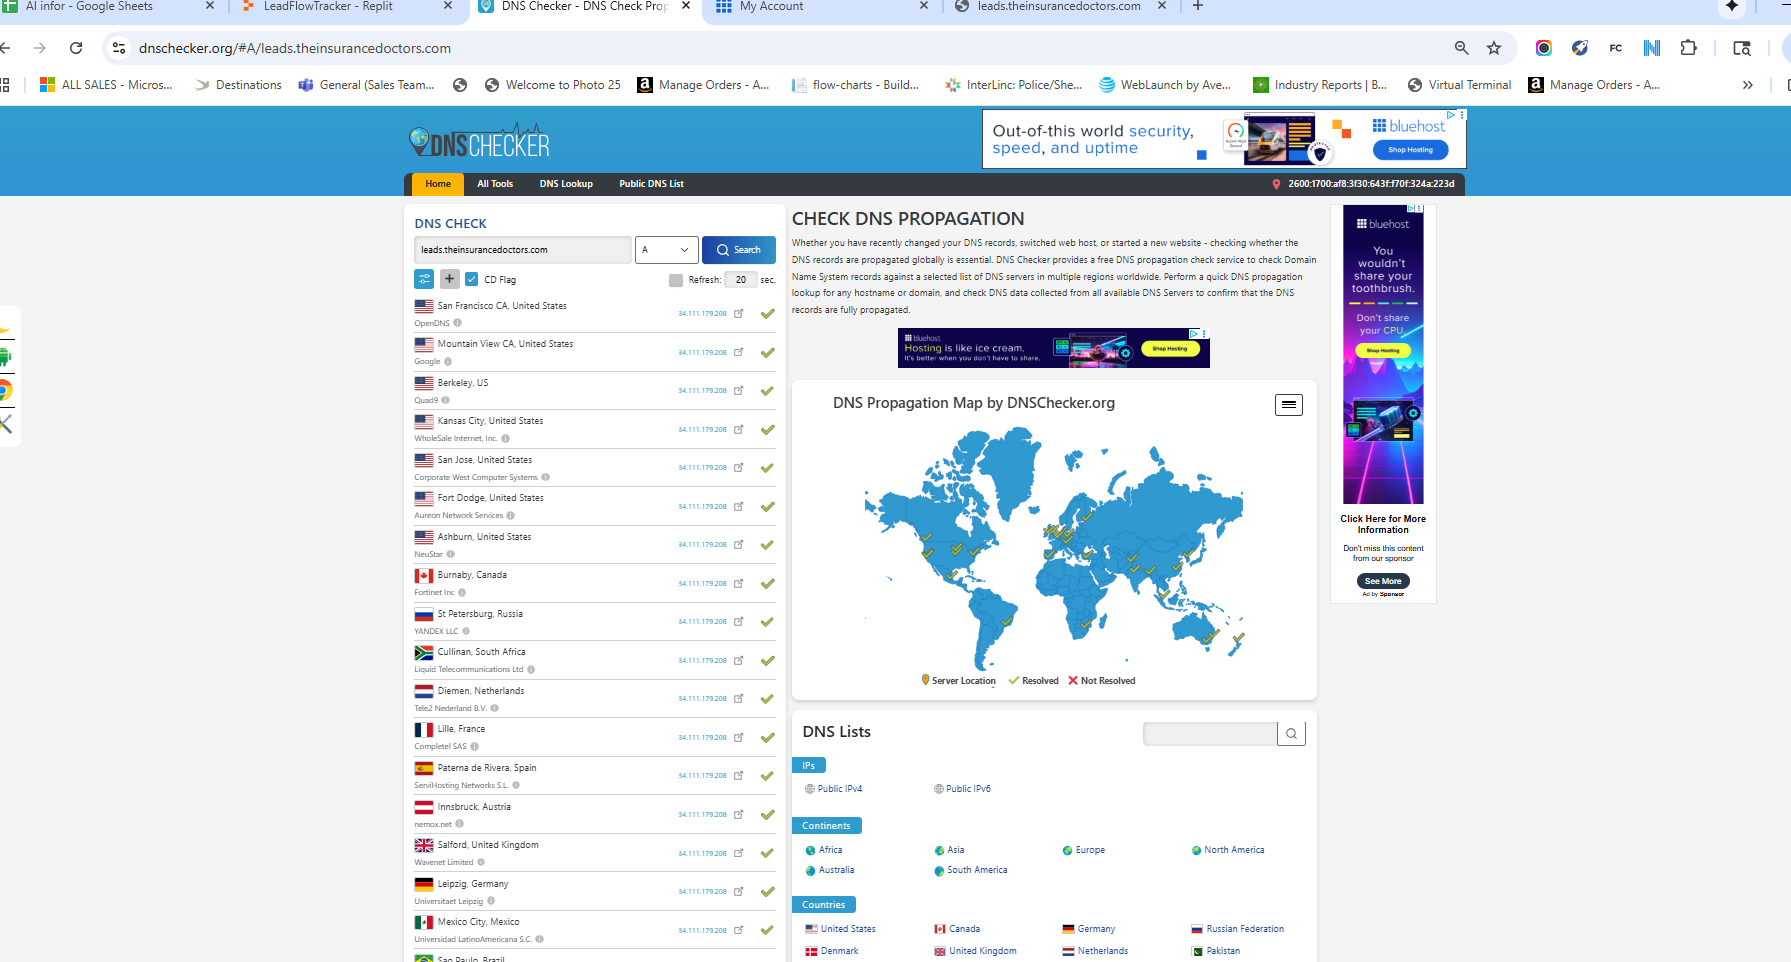 AI infor - Google Sheets
LeadFlowTracker - Replit
DNS Checker - DNS Check Prop
My Account
leads.theinsurancedoctors.com
dnschecker.org/#A/leads.theinsurancedoctors.com
FC
ALL SALES - Micros...
Destinations
General (Sales Team...
Welcome to Photo 25
Manage Orders - A...
flow-charts - Build...
InterLinc: Police/She...
WebLaunch by Ave...
Industry Reports | B...
Virtual Terminal
Manage Orders - A...
DNSCHECKER
Out-of-this world security,
speed, and uptime
bluehost
Shop Hosting
Home
All Tools
DNS Lookup
Public DNS List
2600:1700:af8:3f30:643f:f70f:324a:223d
DNS CHECK
leads.theinsurancedoctors.com
A
Search
CD Flag
Refresh:
20
sec.
San Francisco CA, United States
OpenDNS
34.111.179.208
Mountain View CA, United States
Google
34.111.179.208
Berkeley, US
Quad9
34.111.179.208
Kansas City, United States
WholeSale Internet, Inc.
34.111.179.208
San Jose, United States
Corporate West Computer Systems
34.111.179.208
Fort Dodge, United States
Aureon Network Services
34.111.179.208
Ashburn, United States
NeuStar
34.111.179.208
Burnaby, Canada
Fortinet Inc
34.111.179.208
St Petersburg, Russia
YANDEX LLC
34.111.179.208
Cullinan, South Africa
Liquid Telecommunications Ltd
34.111.179.208
Diemen, Netherlands
Tele2 Nederland B.V.
34.111.179.208
Lille, France
Completel SAS
34.111.179.208
Paterna de Rivera, Spain
ServiHosting Networks S.L.
34.111.179.208
Innsbruck, Austria
nemox.net
34.111.179.208
Salford, United Kingdom
Wavenet Limited
34.111.179.208
Leipzig, Germany
Universitaet Leipzig
34.111.179.208
Mexico City, Mexico
Universidad LatinoAmericana S.C.
34.111.179.208
Sao Paulo, Brazil
CHECK DNS PROPAGATION
Whether you have recently changed your DNS records, switched web host, or started a new website - checking whether the
DNS records are propagated globally is essential. DNS Checker provides a free DNS propagation check service to check Domain
Name System records against a selected list of DNS servers in multiple regions worldwide. Perform a quick DNS propagation
lookup for any hostname or domain, and check DNS data collected from all available DNS Servers to confirm that the DNS
records are fully propagated.
bluehost
Hosting is like ice cream.
It's better when you don't have to share.
Shop Hosting
DNS Propagation Map by DNSChecker.org
Server Location
Resolved
Not Resolved
DNS Lists
IPs
Public IPv4
Public IPv6
Continents
Africa
Asia
Europe
North America
Australia
South America
Countries
United States
Canada
Germany
Russian Federation
Denmark
United Kingdom
Netherlands
Pakistan
bluehost
You
wouldn't
share your
toothbrush.
Don't share
your CPU.
Shop Hosting
Click Here for More
Information
Don't miss this content
from our sponsor
See More
Ad by Sponsor